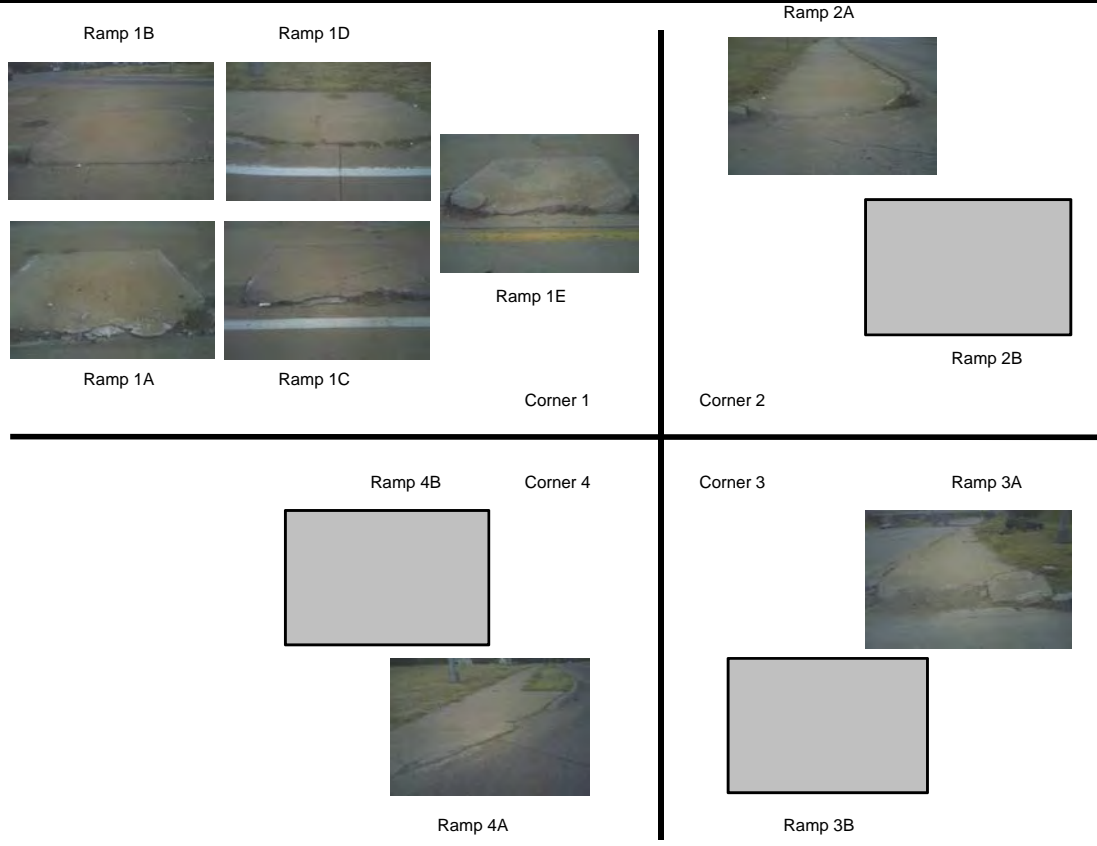 Ramp 2A
Ramp 1B
Ramp 1D
Ramp 1E
Ramp 2B
Ramp 1A
Ramp 1C
Corner 1
Corner 2
Ramp 4B
Corner 4
Corner 3
Ramp 3A
Ramp 4A
Ramp 3B